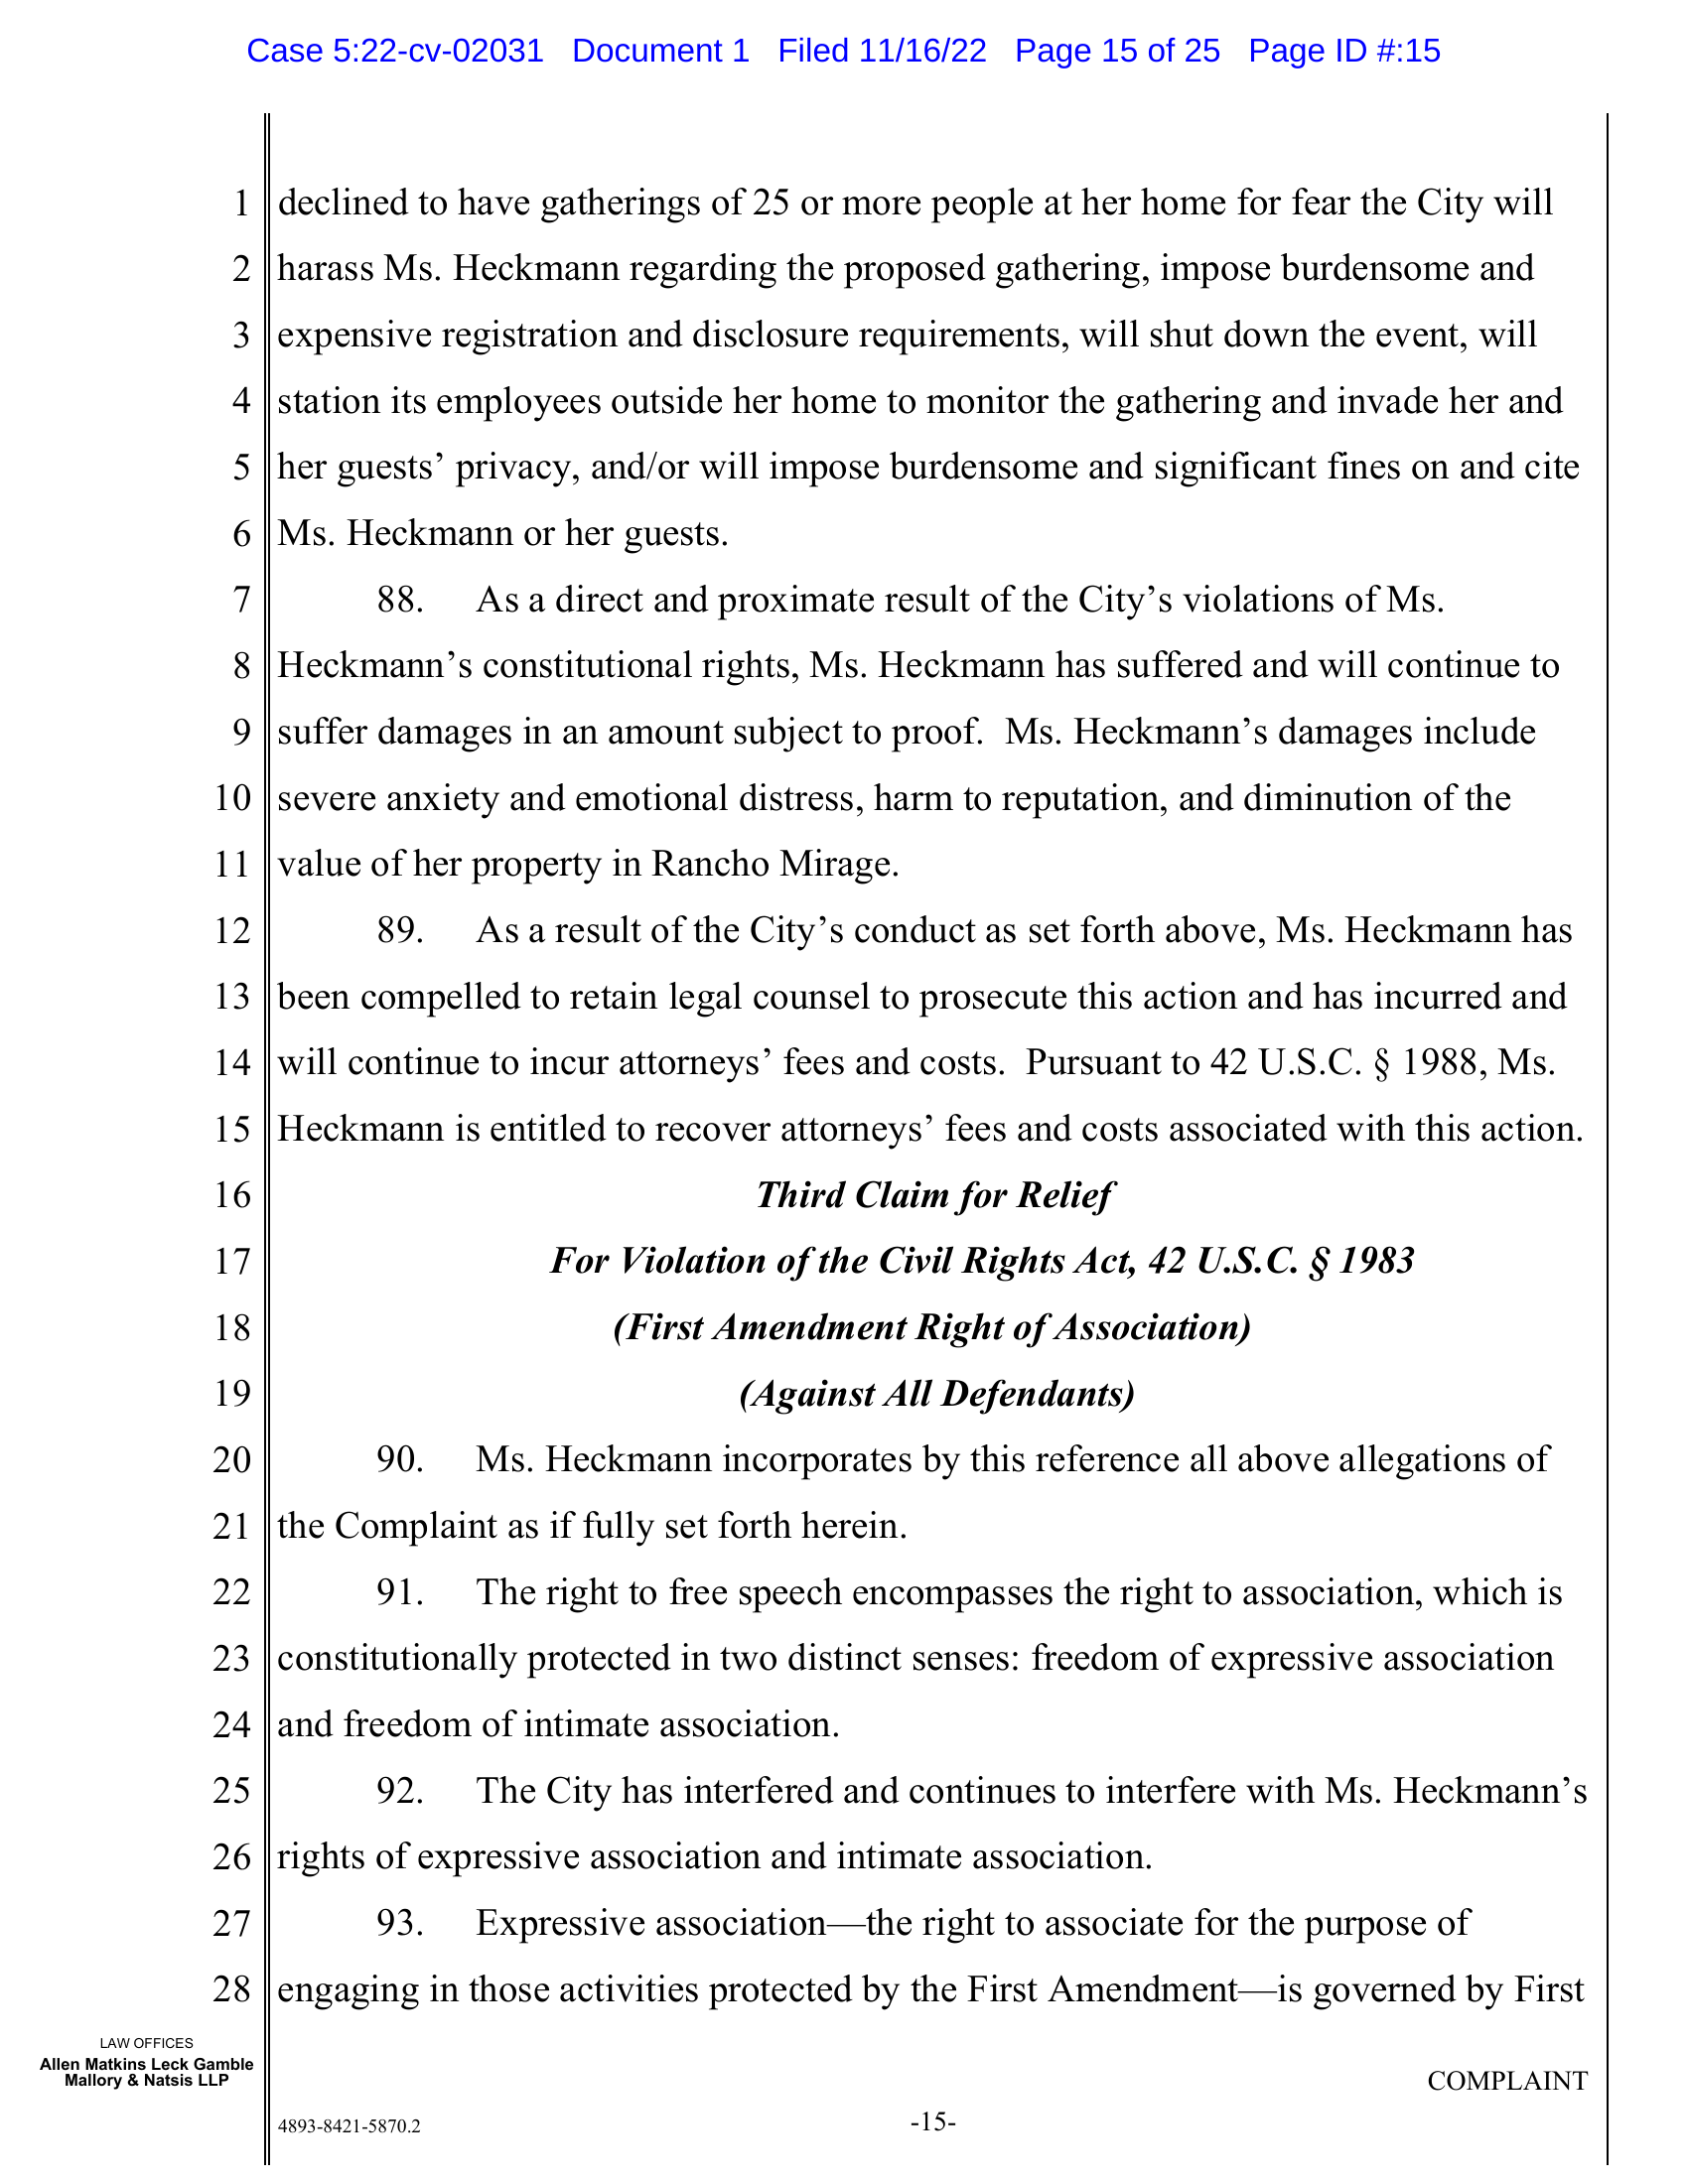 Case 5:22-cv-02031 Document 1 Filed 11/16/22 Page 15 of 25 Page ID #:15
1 declined to have gatherings of 25 or more people at her home for fear the City will
2 harass Ms. Heckmann regarding the proposed gathering, impose burdensome and
3 expensive registration and disclosure requirements, will shut down the event, will
4 station its employees outside her home to monitor the gathering and invade her and
5 her guests’ privacy, and/or will impose burdensome and significant fines on and cite
6 Ms. Heckmann or her guests.
7 88. As a direct and proximate result of the City’s violations of Ms.
8 Heckmann’s constitutional rights, Ms. Heckmann has suffered and will continue to
9 suffer damages in an amount subject to proof. Ms. Heckmann’s damages include
10 severe anxiety and emotional distress, harm to reputation, and diminution of the
11 value of her property in Rancho Mirage.
12 89. As a result of the City’s conduct as set forth above, Ms. Heckmann has
13 been compelled to retain legal counsel to prosecute this action and has incurred and
14 will continue to incur attorneys’ fees and costs. Pursuant to 42 U.S.C. § 1988, Ms.
15 Heckmann is entitled to recover attorneys’ fees and costs associated with this action.
16 Third Claim for Relief
17 For Violation of the Civil Rights Act, 42 U.S.C. § 1983
18 (First Amendment Right of Association)
19 (Against All Defendants)
20 90. Ms. Heckmann incorporates by this reference all above allegations of
21 the Complaint as if fully set forth herein.
22 91. The right to free speech encompasses the right to association, which is
23 constitutionally protected in two distinct senses: freedom of expressive association
24 and freedom of intimate association.
25 92. The City has interfered and continues to interfere with Ms. Heckmann’s
26 rights of expressive association and intimate association.
27 93. Expressive association—the right to associate for the purpose of
28 engaging in those activities protected by the First Amendment—is governed by First
LAW OFFICES
Allen Matkins Leck Gamble
Mallory & Natsis LLP
COMPLAINT
4893-8421-5870.2 -15-